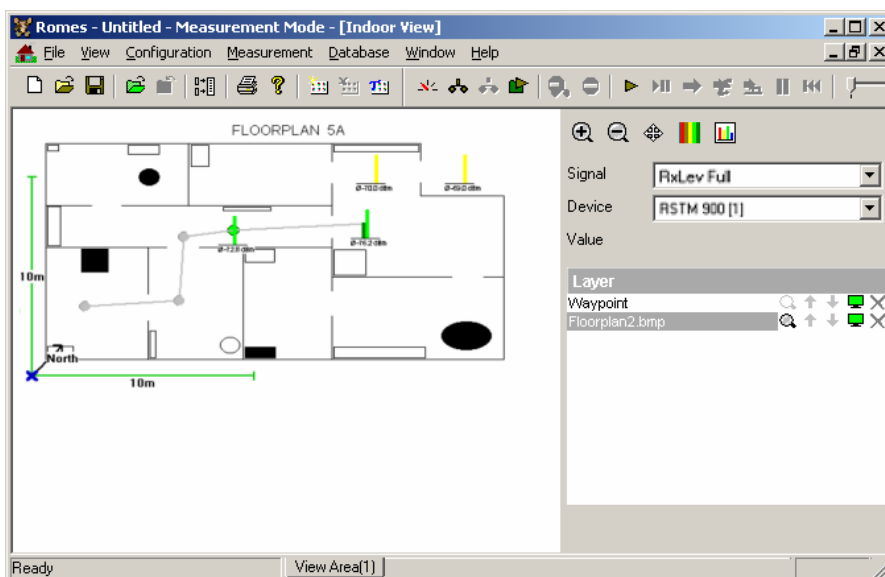 Romes - Untitled - Measurement Mode - [Indoor View]
File View Configuration Measurement Database Window Help
FLOORPLAN 5A
Signal RxLev Full
Device RSTM 900 [1]
Value
Layer
Waypoint
Floorplan2.bmp
10m
North
10m
Ready View Area(1)